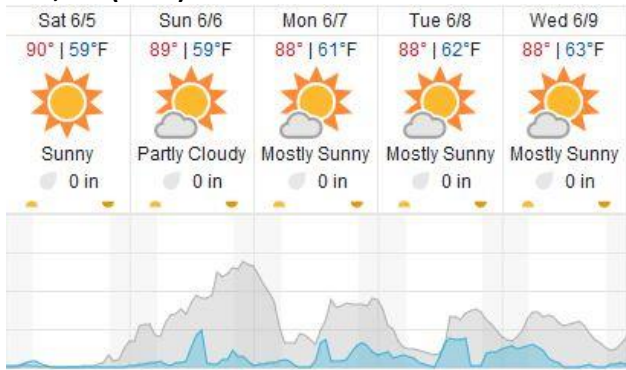 Sat 6/5 Sun 6/6 Mon 6/7 Tue 6/8 Wed 6/9
90° | 59°F 89° | 59°F 88° | 61°F 88° | 62°F 88° | 63°F
Sunny Partly Cloudy Mostly Sunny Mostly Sunny Mostly Sunny
0 in 0 in 0 in 0 in 0 in